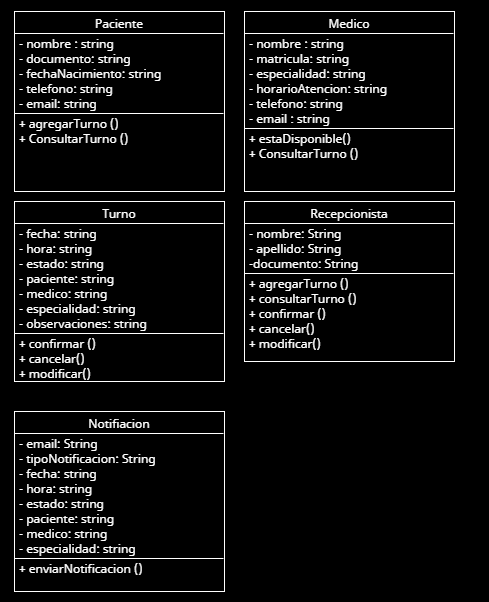 Paciente
- nombre : string
- documento: string
- fechaNacimiento: string
- telefono: string
- email: string
+ agregarTurno ()
+ ConsultarTurno ()
Medico
- nombre : string
- matricula: string
- especialidad: string
- horarioAtencion: string
- telefono: string
- email : string
+ estaDisponible()
+ ConsultarTurno ()
Turno
- fecha: string
- hora: string
- estado: string
- paciente: string
- medico: string
- especialidad: string
- observaciones: string
+ confirmar ()
+ cancelar()
+ modificar()
Recepcionista
- nombre: String
- apellido: String
-documento: String
+ agregarTurno ()
+ consultarTurno ()
+ confirmar ()
+ cancelar()
+ modificar()
Notifiacion
- email: String
- tipoNotificacion: String
- fecha: string
- hora: string
- estado: string
- paciente: string
- medico: string
- especialidad: string
+ enviarNotificacion ()